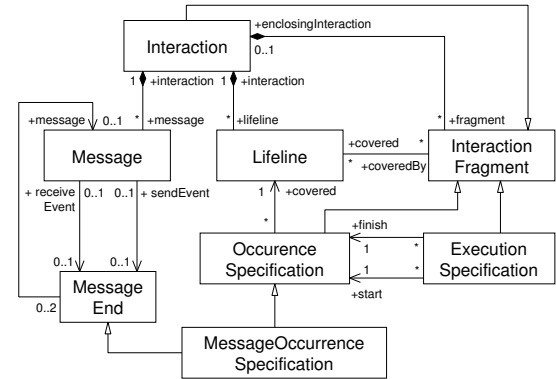 +enclosingInteraction
Interaction
0..1
1 +interaction 1 +interaction
+message 0..1 * +message * +lifeline * +fragment
Message
Lifeline
+covered *
* +coveredBy
Interaction
Fragment
+ receive
Event
0..1 0..1 + sendEvent
1 +covered
*
+finish
1 *
Occurence
Specification
Execution
Specification
1 *
+start
0..1 0..1
Message
End
0..2
MessageOccurrence
Specification